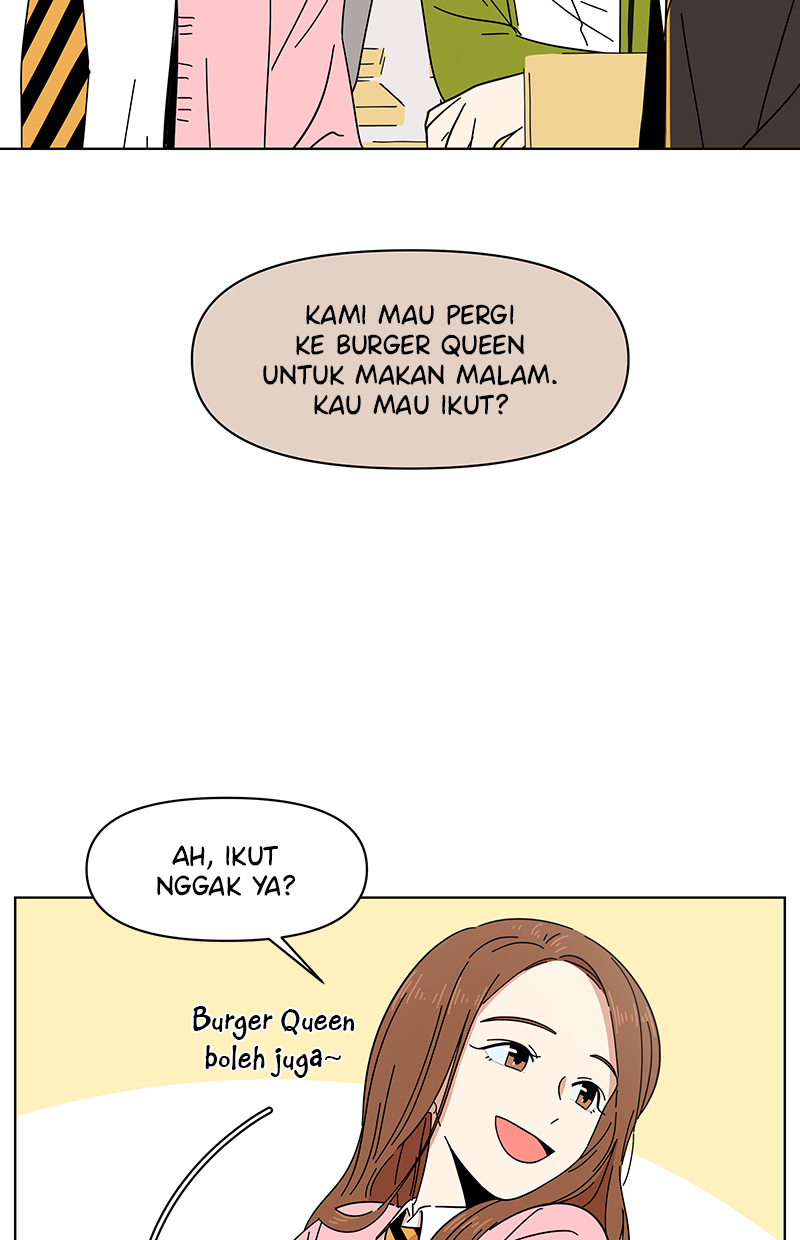 KAMI MAU PERGI
KE BURGER QUEEN
UNTUK MAKAN MALAM.
KAU MAU IKUT?
AH, IKUT
NGGAK YA?
Burger Queen
boleh juga~